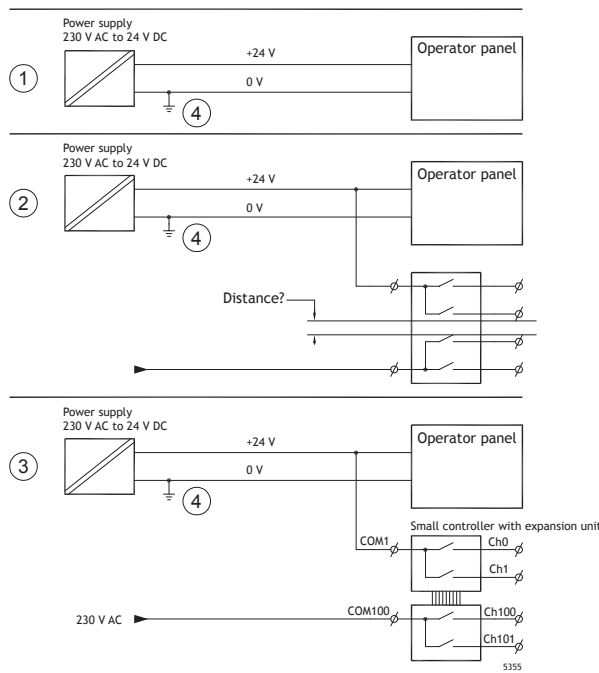 Power supply
230 V AC to 24 V DC
+24 V
Operator panel
1
0 V
4
Power supply
230 V AC to 24 V DC
+24 V
Operator panel
2
0 V
4
Distance?
Power supply
230 V AC to 24 V DC
+24 V
Operator panel
3
0 V
4
Small controller with expansion unit
COM1
Ch0
Ch1
230 V AC
COM100
Ch100
Ch101
5355